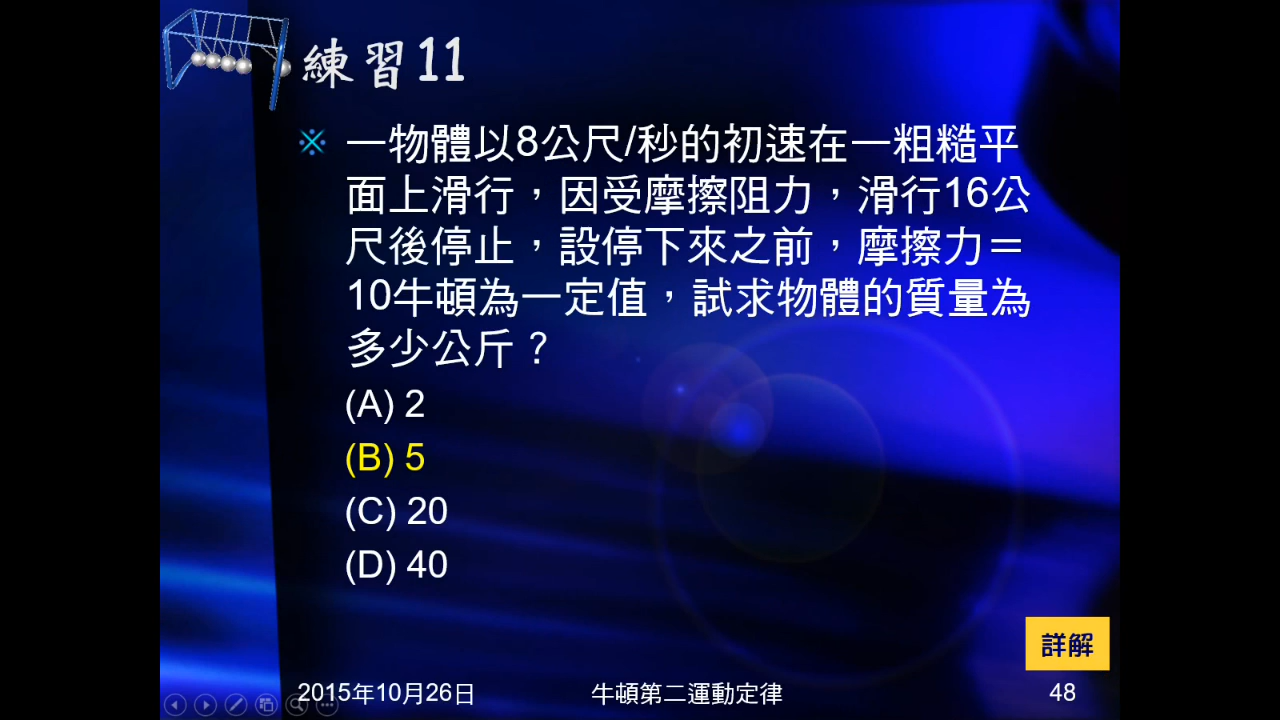 練習11
※ 一物體以8公尺/秒的初速在一粗糙平
面上滑行，因受摩擦阻力，滑行16公
尺後停止，設停下來之前，摩擦力＝
10牛頓為一定值，試求物體的質量為
多少公斤？
(A) 2
(B) 5
(C) 20
(D) 40
詳解
2015年10月26日
牛頓第二運動定律
48